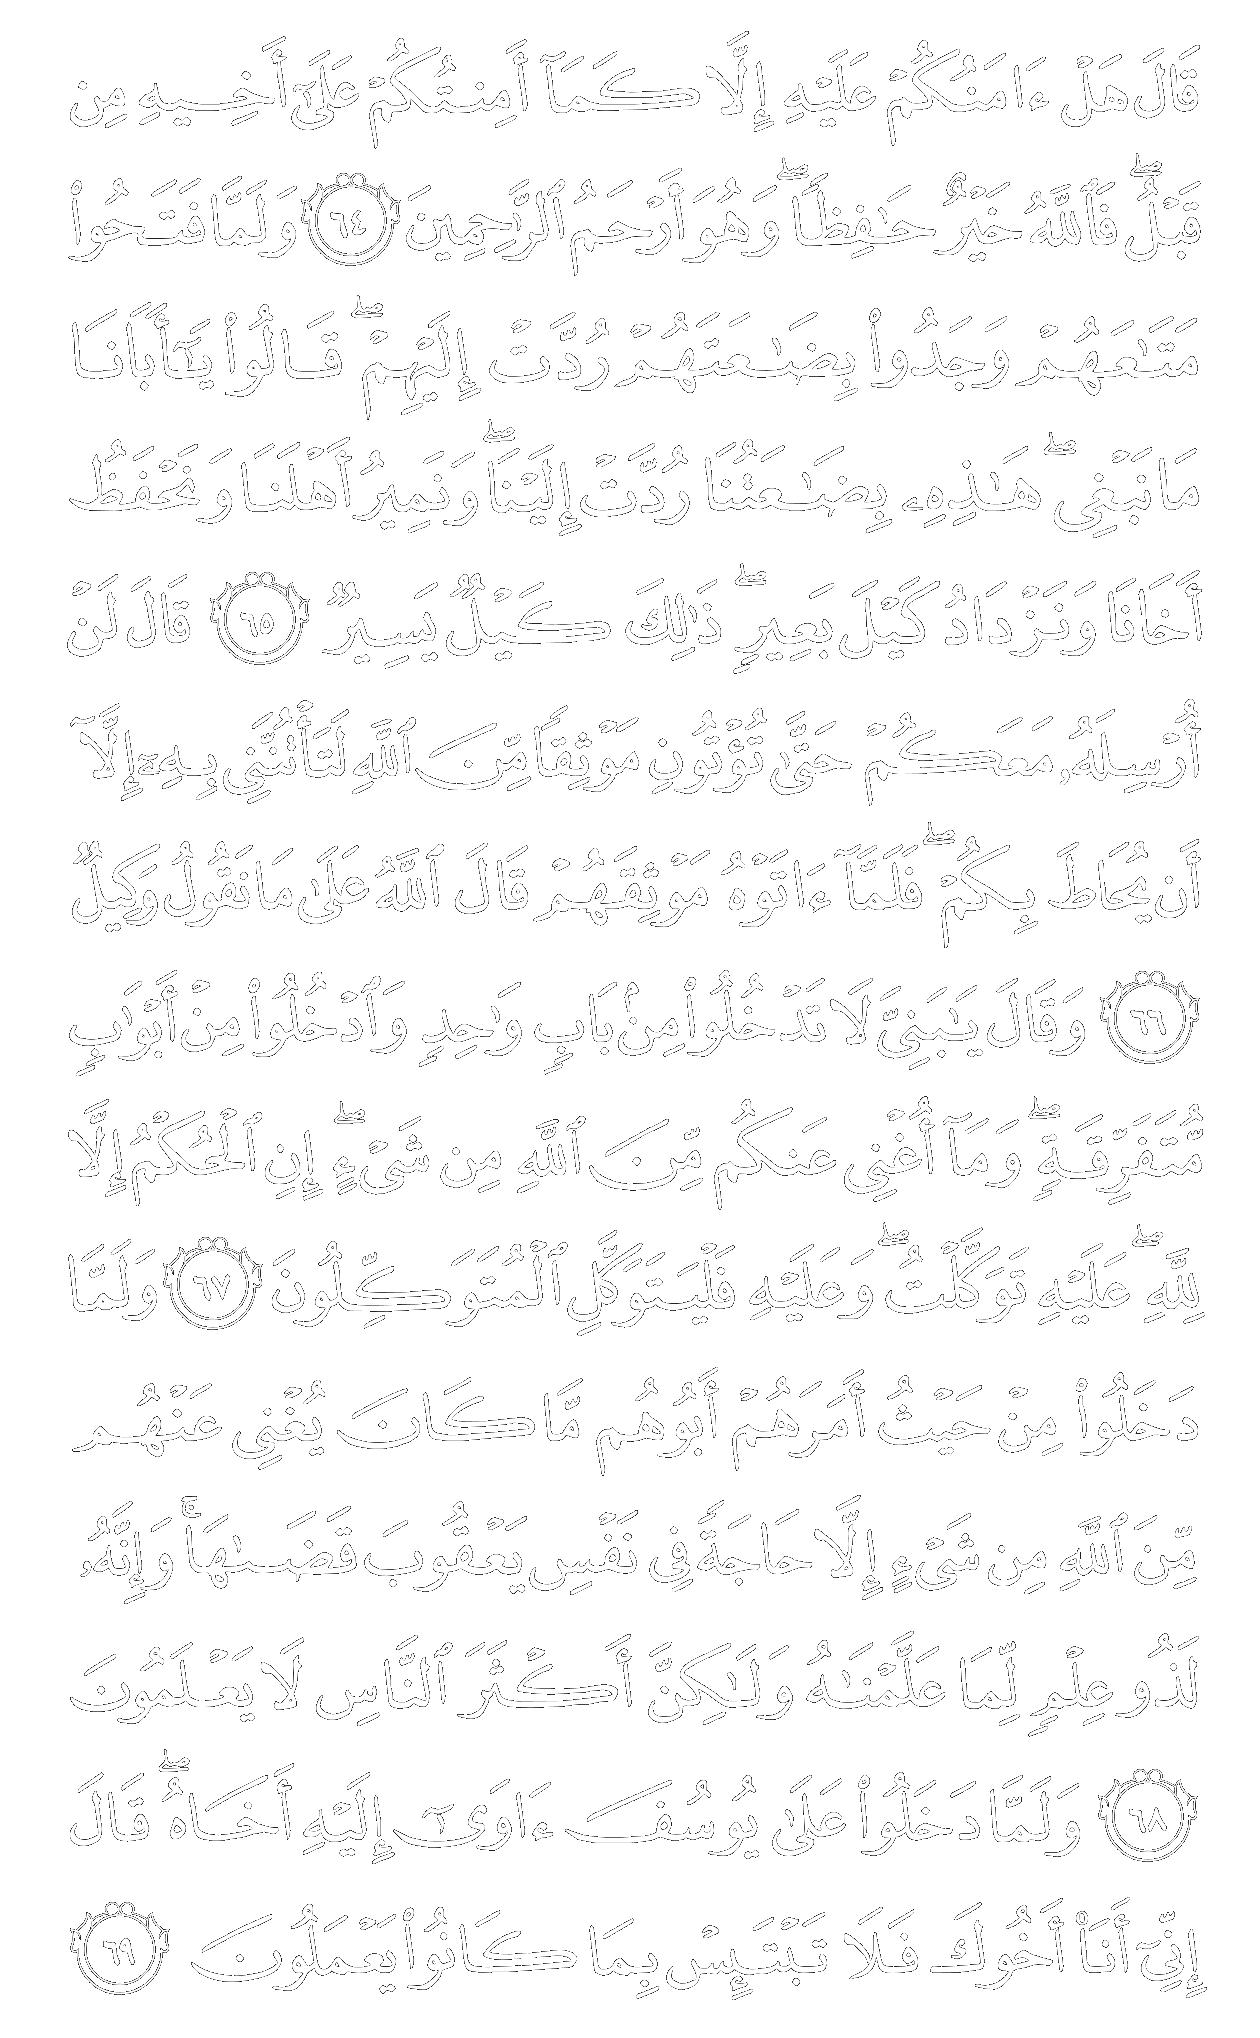 قَالَ هَلْ ءَامَنُكُمْ عَلَيْهِ إِلَّا كَمَآ أَمِنتُكُمْ عَلَىٰٓ أَخِيهِ مِن
قَبْلُ ۖ فَٱللَّهُ خَيْرٌ حَـٰفِظًا ۖ وَهُوَ أَرْحَمُ ٱلرَّٰحِمِينَ ٦٤ وَلَمَّا فَتَحُوا۟
مَتَـٰعَهُمْ وَجَدُوا۟ بِضَـٰعَتَهُمْ رُدَّتْ إِلَيْهِمْ ۖ قَالُوا۟ يَـٰٓأَبَانَا
مَا نَبْغِى ۖ هَـٰذِهِۦ بِضَـٰعَتُنَا رُدَّتْ إِلَيْنَا ۖ وَنَمِيرُ أَهْلَنَا وَنَحْفَظُ
أَخَانَا وَنَزْدَادُ كَيْلَ بَعِيرٍ ۖ ذَٰلِكَ كَيْلٌ يَسِيرٌ ٦٥ قَالَ لَنْ
أُرْسِلَهُۥ مَعَكُمْ حَتَّىٰ تُؤْتُونِ مَوْثِقًا مِّنَ ٱللَّهِ لَتَأْتُنَّنِى بِهِۦٓ إِلَّآ
أَن يُحَاطَ بِكُمْ ۖ فَلَمَّآ ءَاتَوْهُ مَوْثِقَهُمْ قَالَ ٱللَّهُ عَلَىٰ مَا نَقُولُ وَكِيلٌ
٦٦ وَقَالَ يَـٰبَنِىَّ لَا تَدْخُلُوا۟ مِنۢ بَابٍ وَٰحِدٍ وَٱدْخُلُوا۟ مِنْ أَبْوَٰبٍ
مُّتَفَرِّقَةٍ ۖ وَمَآ أُغْنِى عَنكُم مِّنَ ٱللَّهِ مِن شَىْءٍ ۖ إِنِ ٱلْحُكْمُ إِلَّا
لِلَّهِ ۖ عَلَيْهِ تَوَكَّلْتُ ۖ وَعَلَيْهِ فَلْيَتَوَكَّلِ ٱلْمُتَوَكِّلُونَ ٦٧ وَلَمَّا
دَخَلُوا۟ مِنْ حَيْثُ أَمَرَهُمْ أَبُوهُم مَّا كَانَ يُغْنِى عَنْهُم
مِّنَ ٱللَّهِ مِن شَىْءٍ إِلَّا حَاجَةً فِى نَفْسِ يَعْقُوبَ قَضَىٰهَا ۚ وَإِنَّهُۥ
لَذُو عِلْمٍ لِّمَا عَلَّمْنَـٰهُ وَلَـٰكِنَّ أَكْثَرَ ٱلنَّاسِ لَا يَعْلَمُونَ
٦٨ وَلَمَّا دَخَلُوا۟ عَلَىٰ يُوسُفَ ءَاوَىٰٓ إِلَيْهِ أَخَاهُ ۖ قَالَ
إِنِّىٓ أَنَا۠ أَخُوكَ فَلَا تَبْتَئِسْ بِمَا كَانُوا۟ يَعْمَلُونَ ٦٩